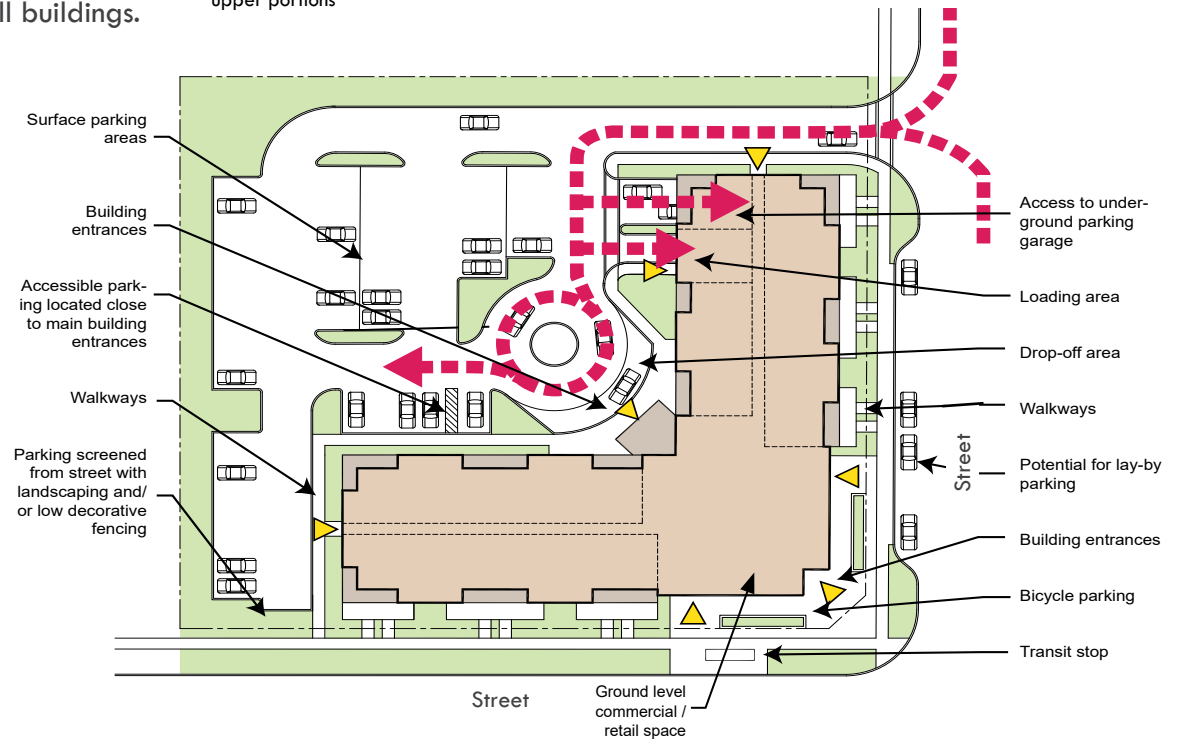 upper portions
ll buildings.
Surface parking
areas
Building
entrances
Accessible park-
ing located close
to main building
entrances
Walkways
Parking screened
from street with
landscaping and/
or low decorative
fencing
Access to under-
ground parking
garage
Loading area
Drop-off area
Walkways
Potential for lay-by
parking
Street
Building entrances
Bicycle parking
Transit stop
Street
Ground level
commercial /
retail space